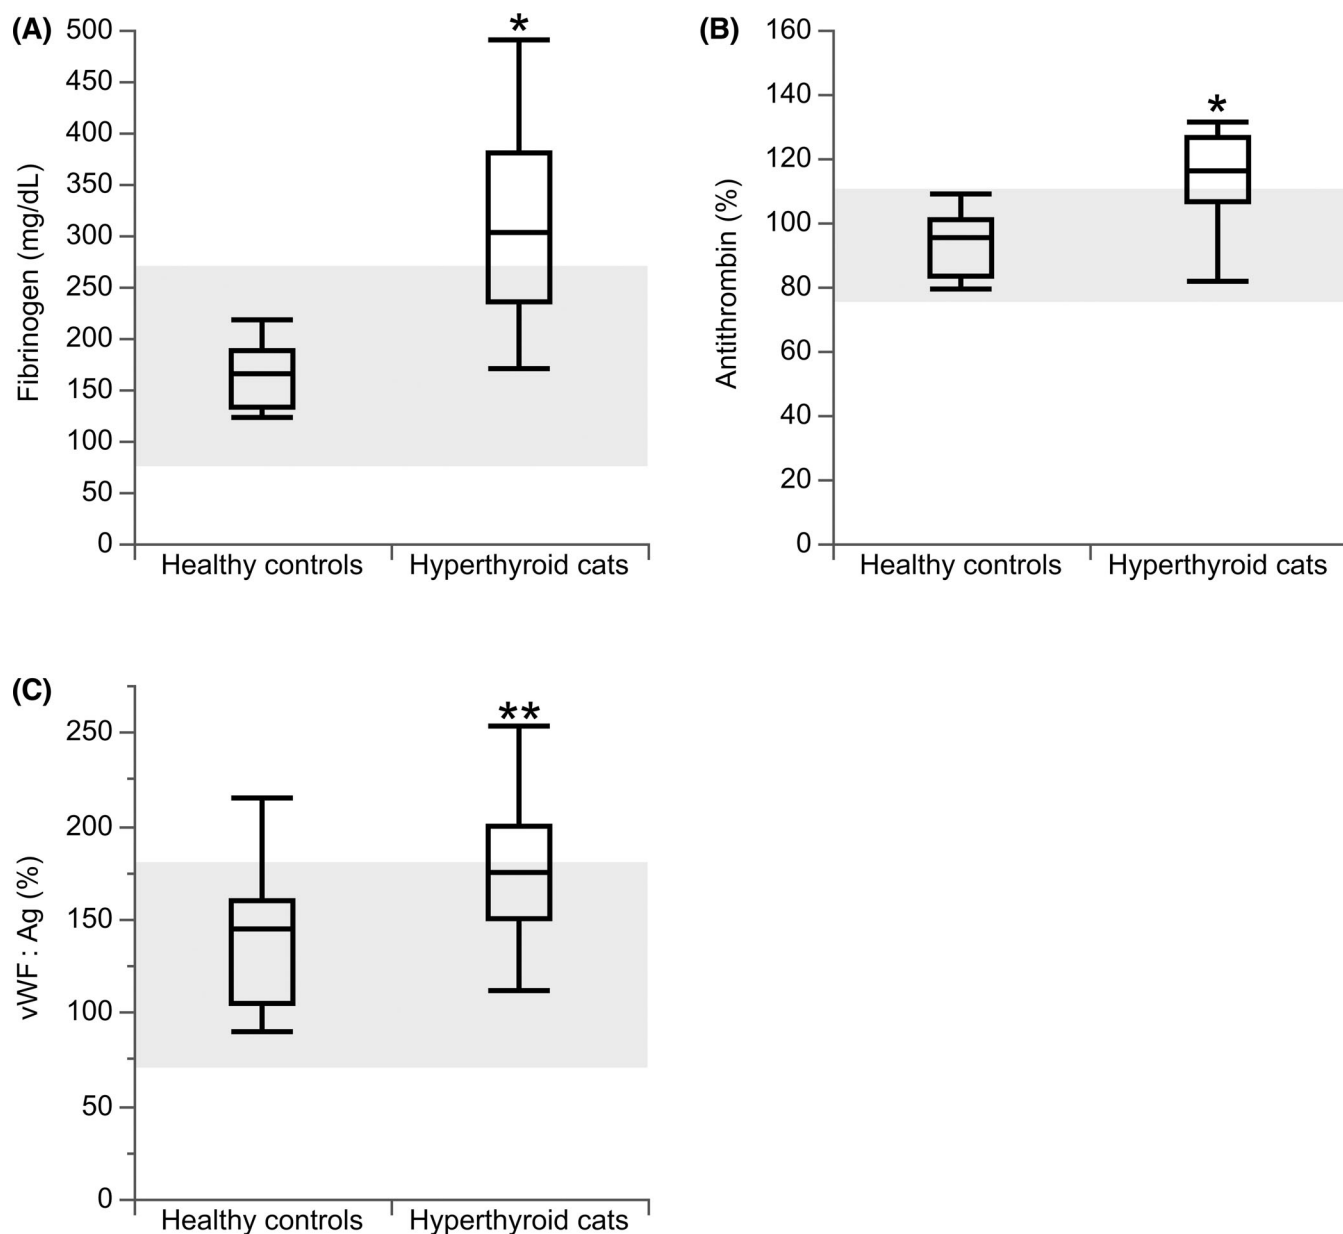 (A)
Fibrinogen (mg/dL)
500
450
400
350
300
250
200
150
100
50
0
*
Healthy controls
Hyperthyroid cats
(B)
Antithrombin (%)
160
140
120
100
80
60
40
20
0
*
Healthy controls
Hyperthyroid cats
(C)
vWF : Ag (%)
250
200
150
100
50
0
**
Healthy controls
Hyperthyroid cats